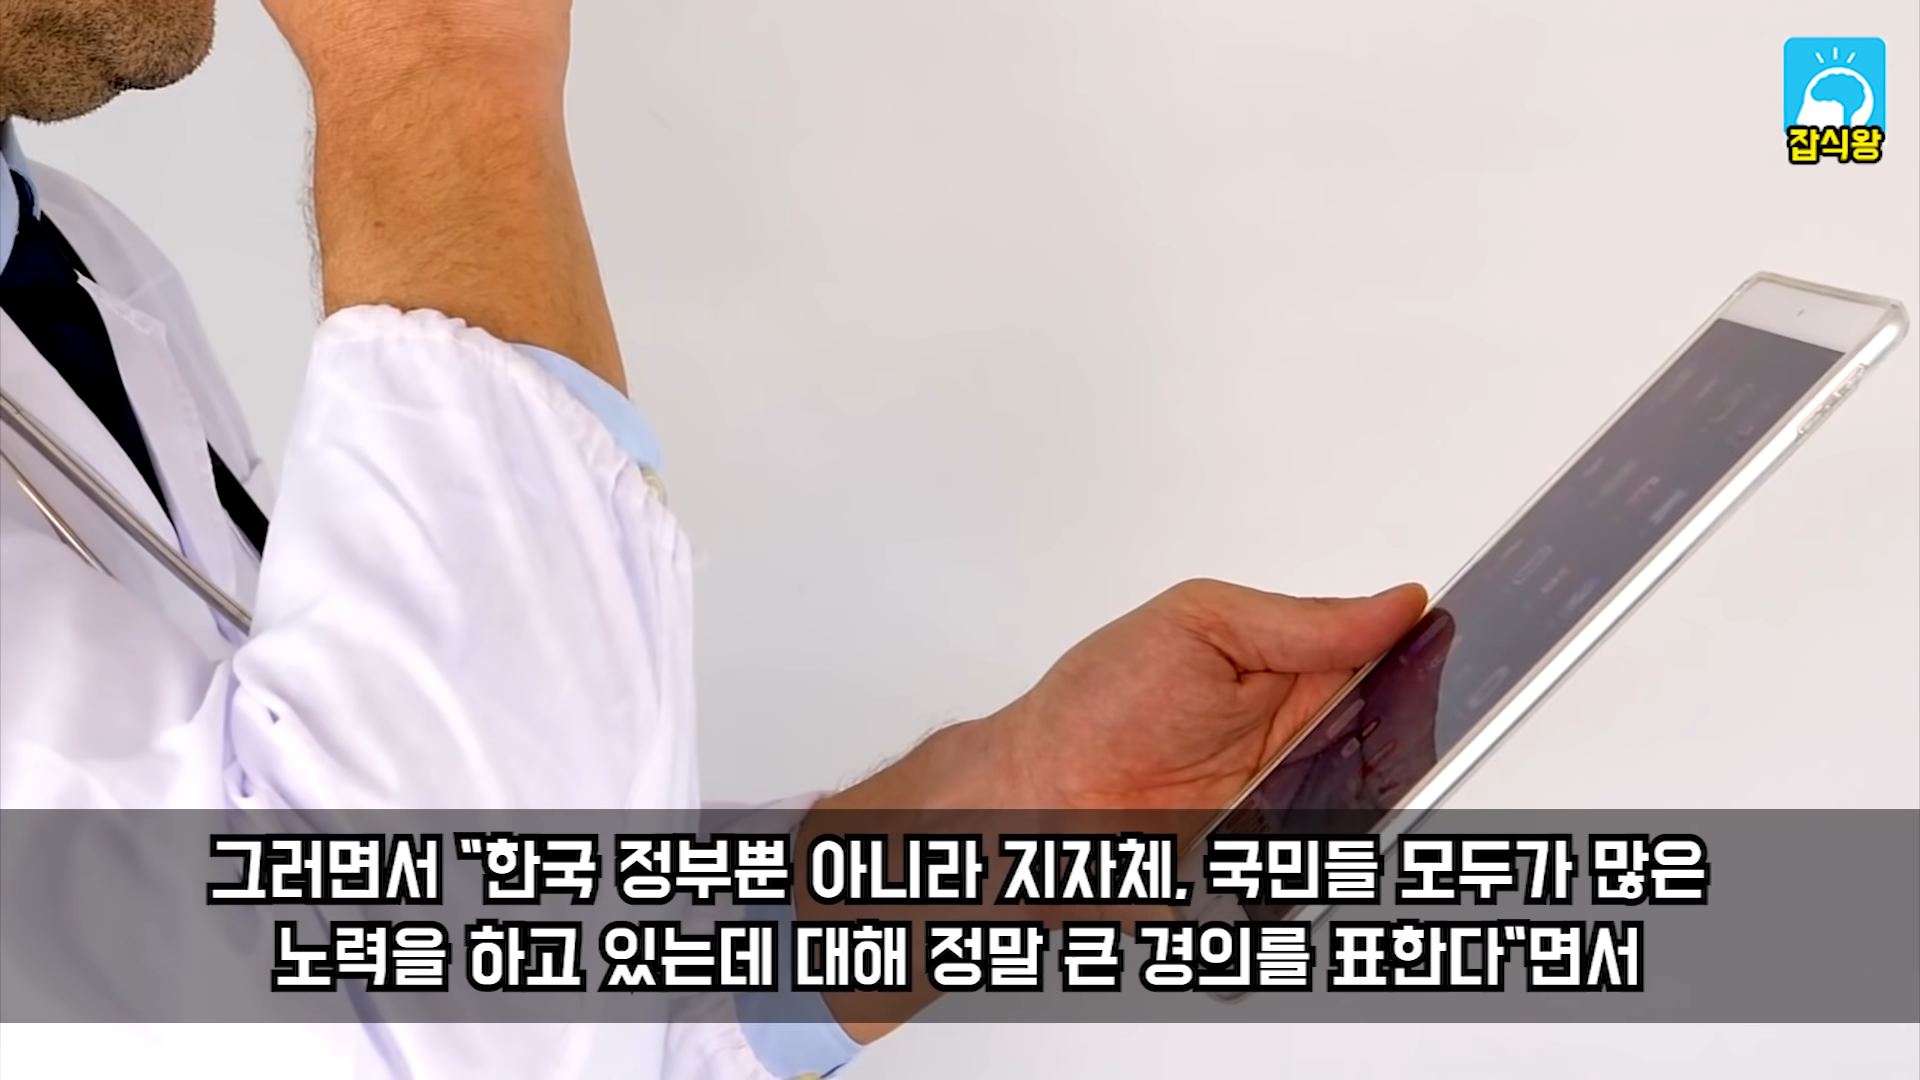 잡식왕
그러면서 "한국 정부뿐 아니라 지자체, 국민들 모두가 많은
노력을 하고 있는데 대해 정말 큰 경의를 표한다"면서